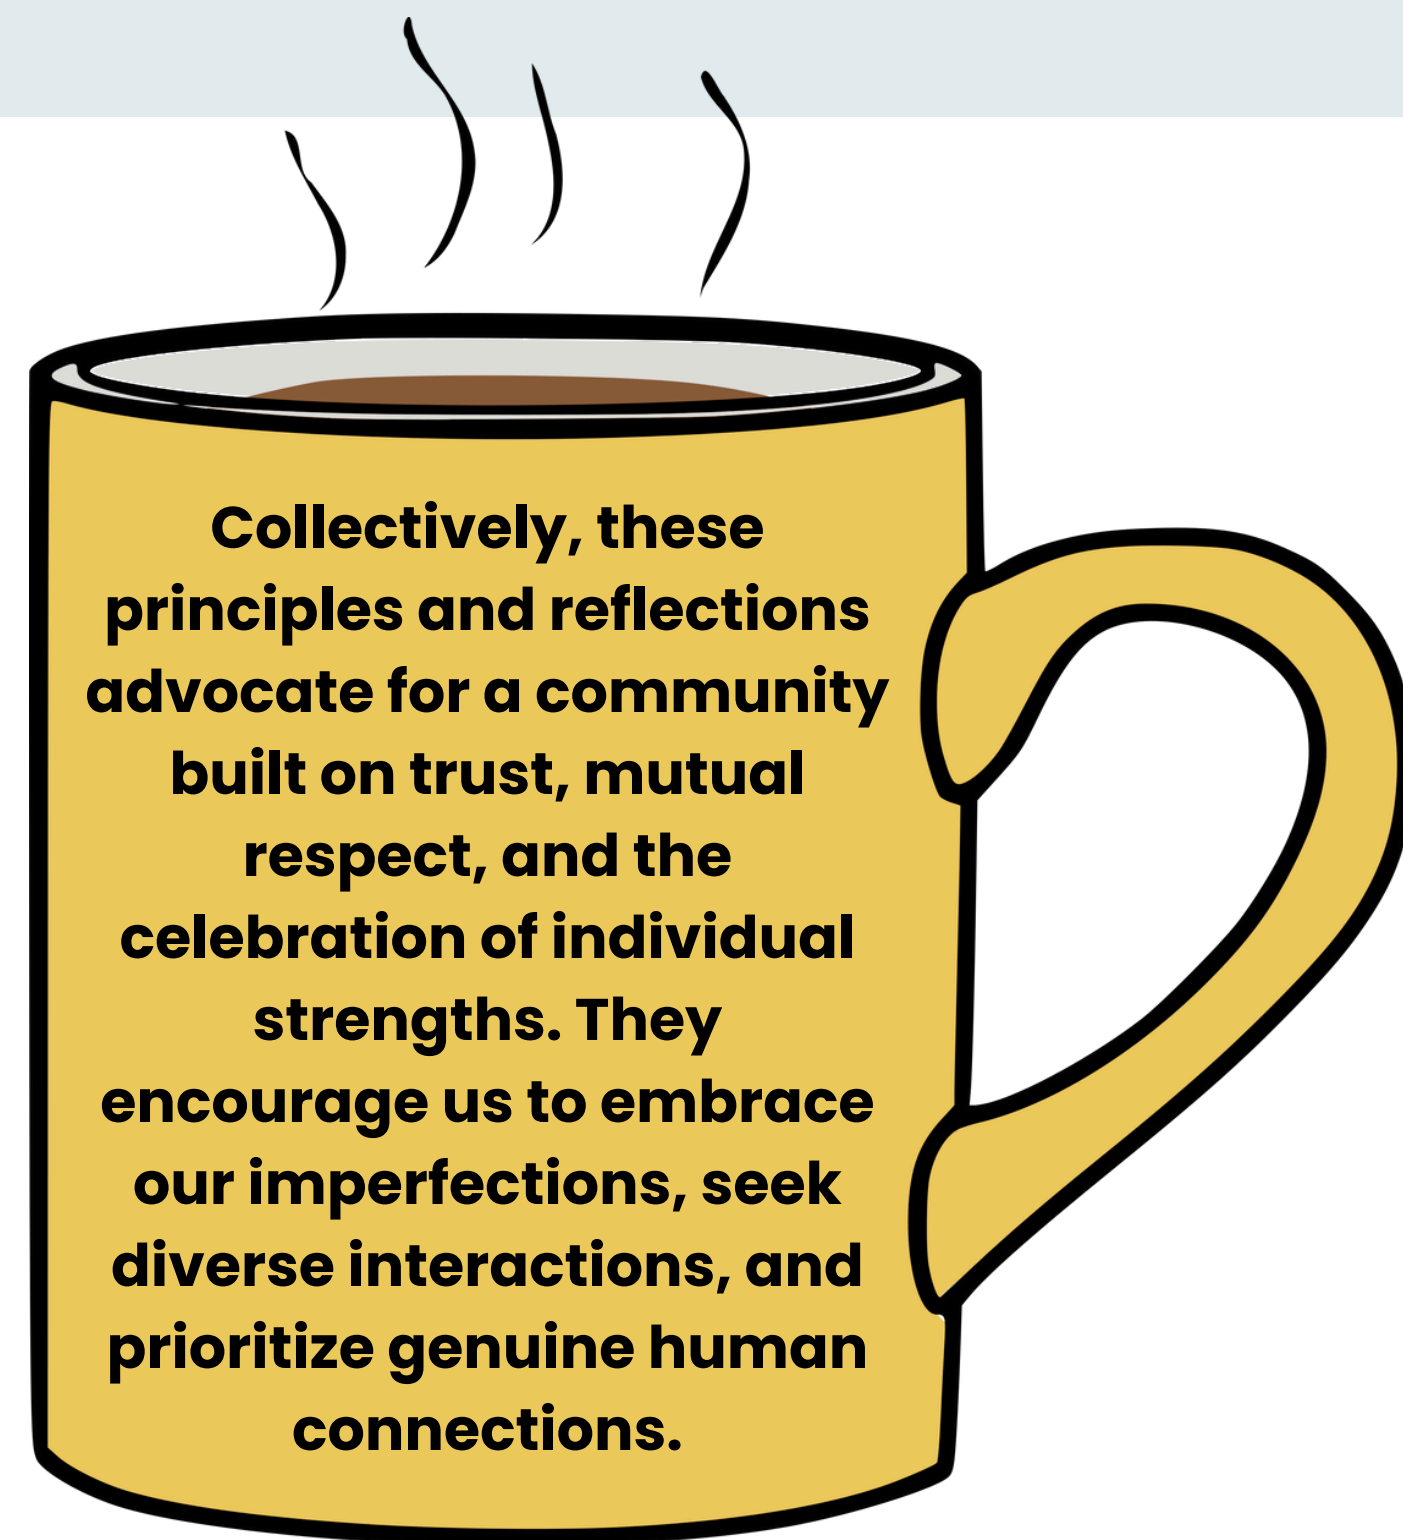 Collectively, these
principles and reflections
advocate for a community
built on trust, mutual
respect, and the
celebration of individual
strengths. They
encourage us to embrace
our imperfections, seek
diverse interactions, and
prioritize genuine human
connections.